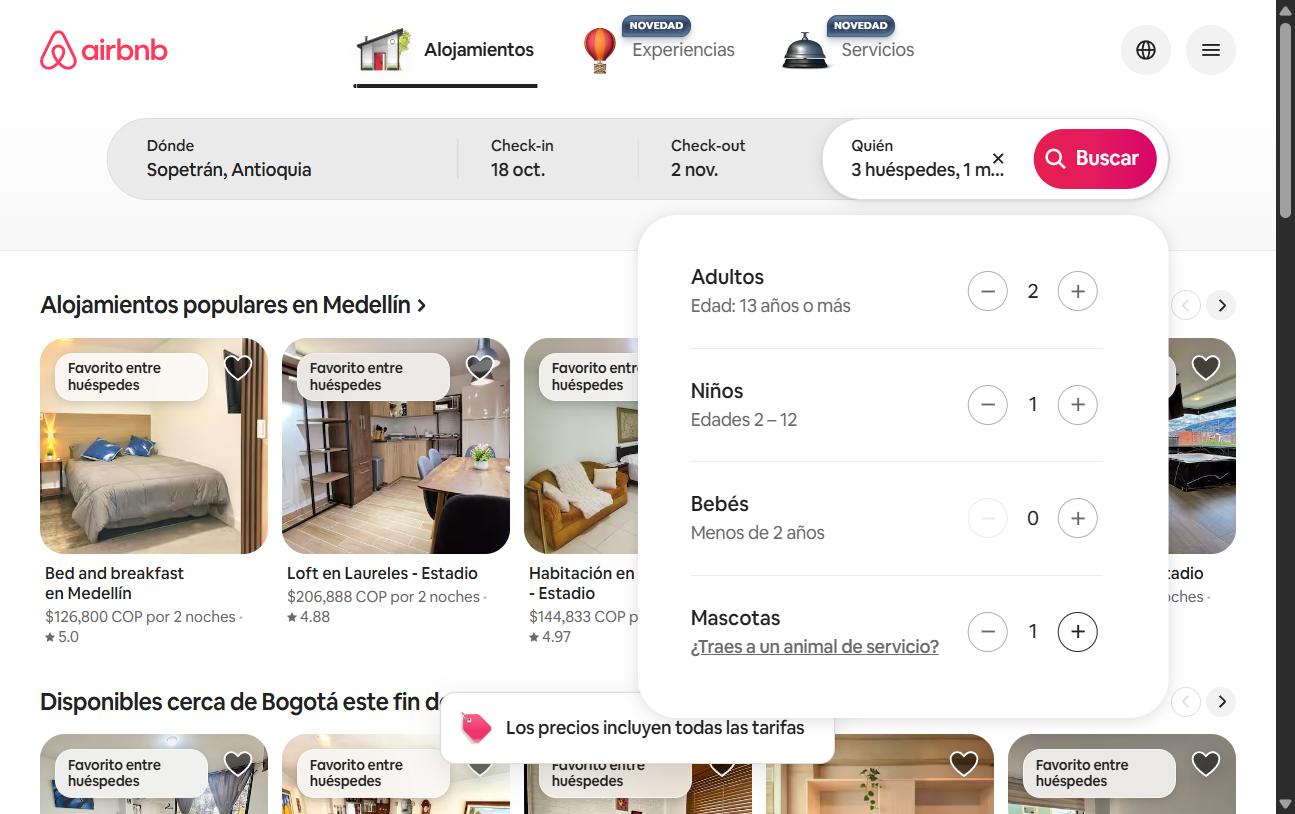 airbnb
Alojamientos
NOVEDAD
Experiencias
NOVEDAD
Servicios
Dónde
Sopetrán, Antioquia
Check-in
18 oct.
Check-out
2 nov.
Quién
3 huéspedes, 1 m...
Buscar
Adultos
Edad: 13 años o más
2
Niños
Edades 2 – 12
1
Bebés
Menos de 2 años
0
Mascotas
¿Traes a un animal de servicio?
1
Alojamientos populares en Medellín
Favorito entre
huéspedes
Favorito entre
huéspedes
Favorito entr
huéspedes
Bed and breakfast
en Medellín
$126,800 COP por 2 noches ·
5.0
Loft en Laureles - Estadio
$206,888 COP por 2 noches ·
4.88
Habitación en
- Estadio
$144,833 COP p
4.97
tadio
oches ·
Disponibles cerca de Bogotá este fin de
Los precios incluyen todas las tarifas
Favorito entre
huéspedes
Favorito entre
huéspedes
Favorito entre
huéspedes
Favorito entre
huéspedes